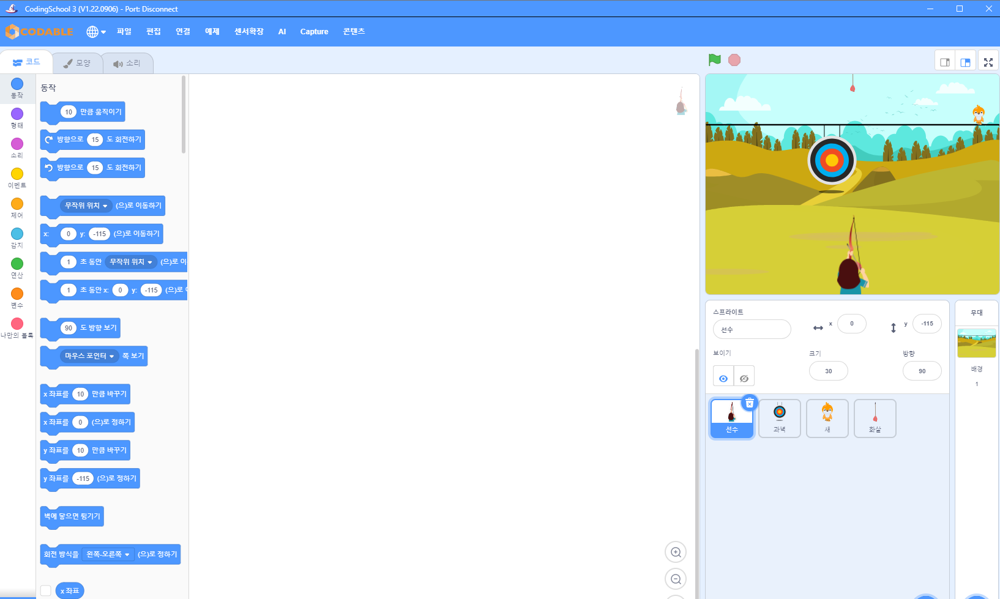 CodingSchool 3 (V1.22.0906) - Port: Disconnect
CODABLE 파일 편집 연결 예제 센서확장 AI Capture 콘텐츠
코드 모양 소리
동작
형태
소리
이벤트
제어
감지
연산
변수
나만의 블록
동작
10 만큼 움직이기
방향으로 15 도 회전하기
방향으로 15 도 회전하기
무작위 위치 (으)로 이동하기
x: 0 y: -115 (으)로 이동하기
1 초 동안 무작위 위치 (으)로 이
1 초 동안 x: 0 y: -115 (으)로
90 도 방향 보기
마우스 포인터 쪽 보기
x 좌표를 10 만큼 바꾸기
x 좌표를 0 (으)로 정하기
y 좌표를 10 만큼 바꾸기
y 좌표를 -115 (으)로 정하기
벽에 닿으면 튕기기
회전 방식을 왼쪽-오른쪽 (으)로 정하기
x 좌표
스프라이트
선수
x 0
y -115
보이기
크기
30
방향
90
선수
과녁
새
화살
무대
배경
1